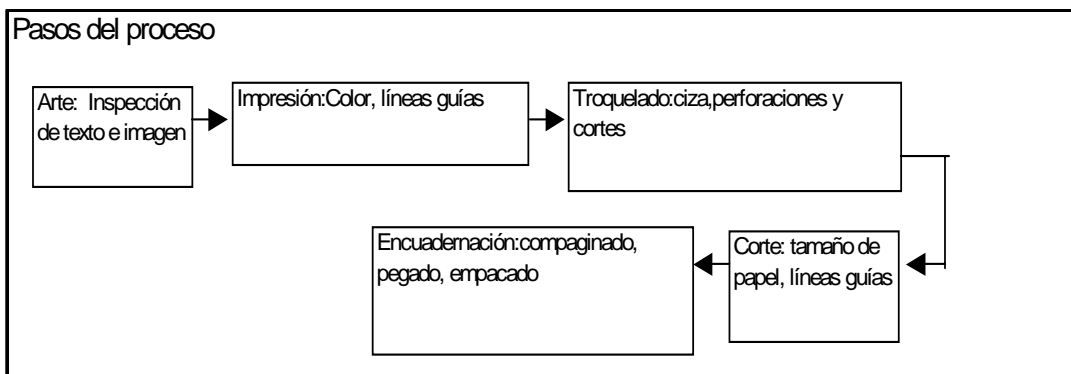 Pasos del proceso
Arte: Inspección
de texto e imagen
Impresión:Color, líneas guías
Troquelado:ciza,perforaciones y
cortes
Corte: tamaño de
papel, líneas guías
Encuadernación:compaginado,
pegado, empacado